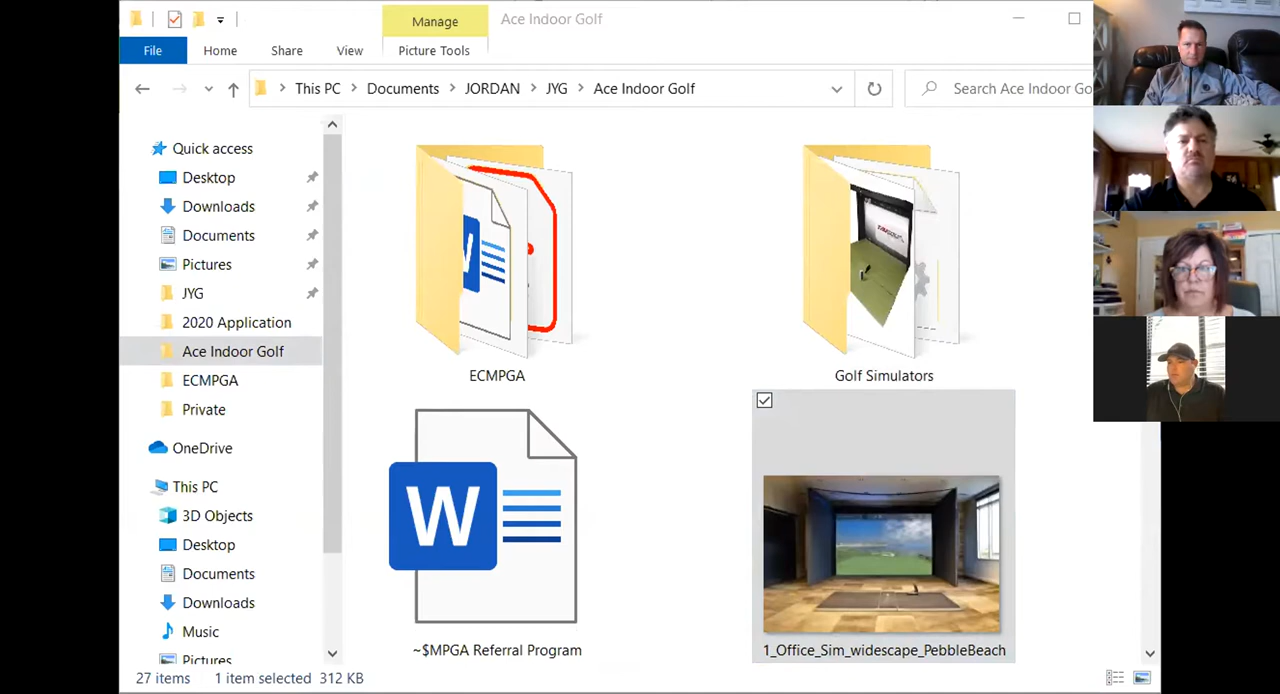 Manage
Ace Indoor Golf
File
Home
Share
View
Picture Tools
This PC
Documents
JORDAN
JYG
Ace Indoor Golf
Search Ace Indoor Go
Quick access
Desktop
Downloads
Documents
Pictures
JYG
2020 Application
Ace Indoor Golf
ECMPGA
Private
OneDrive
This PC
3D Objects
Desktop
Documents
Downloads
Music
Pictures
W
ECMPGA
Golf Simulators
W
~$MPGA Referral Program
1_Office_Sim_widescape_PebbleBeach
27 items
1 item selected
312 KB